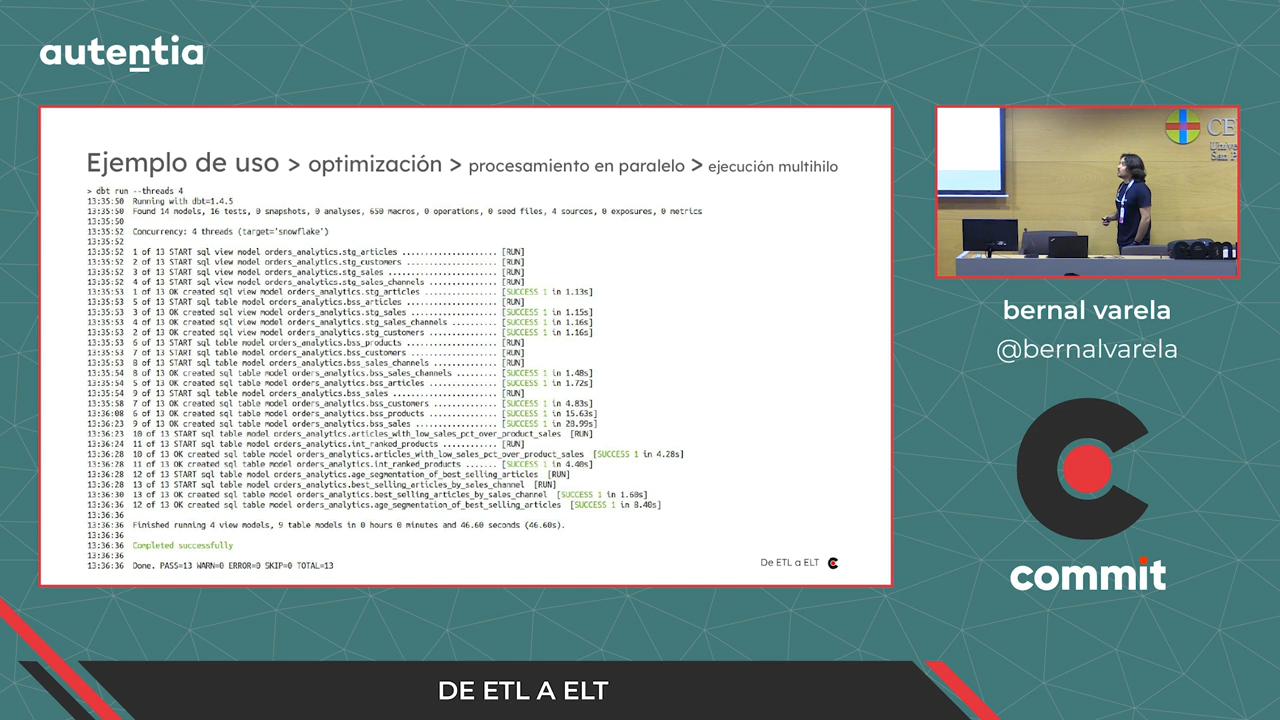 autentia
Ejemplo de uso > optimización > procesamiento en paralelo > ejecución multihilo
> dbt run --threads 4
13:35:50 Running with dbt=1.4.5
13:35:50 Found 14 models, 16 tests, 0 snapshots, 0 analyses, 650 macros, 0 operations, 0 seed files, 4 sources, 0 exposures, 0 metrics
13:35:50
13:35:52 Concurrency: 4 threads (target='snowflake')
13:35:52
13:35:52 1 of 13 START sql view model orders_analytics.stg_articles ..................... [RUN]
13:35:52 2 of 13 START sql view model orders_analytics.stg_customers .................... [RUN]
13:35:52 3 of 13 START sql view model orders_analytics.stg_sales ........................ [RUN]
13:35:52 4 of 13 START sql view model orders_analytics.stg_sales_channels ............... [RUN]
13:35:53 1 of 13 OK created sql view model orders_analytics.stg_articles ................ [SUCCESS 1 in 1.13s]
13:35:53 5 of 13 START sql table model orders_analytics.bss_articles .................... [RUN]
13:35:53 3 of 13 OK created sql view model orders_analytics.stg_sales ................... [SUCCESS 1 in 1.15s]
13:35:53 4 of 13 OK created sql view model orders_analytics.stg_sales_channels .......... [SUCCESS 1 in 1.16s]
13:35:53 2 of 13 OK created sql view model orders_analytics.stg_customers ............... [SUCCESS 1 in 1.16s]
13:35:53 6 of 13 START sql table model orders_analytics.bss_products .................... [RUN]
13:35:53 7 of 13 START sql table model orders_analytics.bss_customers ................... [RUN]
13:35:53 8 of 13 START sql table model orders_analytics.bss_sales_channels .............. [RUN]
13:35:54 8 of 13 OK created sql table model orders_analytics.bss_sales_channels ......... [SUCCESS 1 in 1.48s]
13:35:54 5 of 13 OK created sql table model orders_analytics.bss_articles ............... [SUCCESS 1 in 1.72s]
13:35:54 9 of 13 START sql table model orders_analytics.bss_sales ....................... [RUN]
13:35:58 7 of 13 OK created sql table model orders_analytics.bss_customers .............. [SUCCESS 1 in 4.83s]
13:36:08 6 of 13 OK created sql table model orders_analytics.bss_products ............... [SUCCESS 1 in 15.63s]
13:36:23 9 of 13 OK created sql table model orders_analytics.bss_sales .................. [SUCCESS 1 in 28.99s]
13:36:23 10 of 13 START sql table model orders_analytics.articles_with_low_sales_pct_over_product_sales [RUN]
13:36:24 11 of 13 START sql table model orders_analytics.int_ranked_products ............ [RUN]
13:36:28 10 of 13 OK created sql table model orders_analytics.articles_with_low_sales_pct_over_product_sales [SUCCESS 1 in 4.28s]
13:36:28 11 of 13 OK created sql table model orders_analytics.int_ranked_products ....... [SUCCESS 1 in 4.40s]
13:36:28 12 of 13 START sql table model orders_analytics.age_segmentation_of_best_selling_articles [RUN]
13:36:28 13 of 13 START sql table model orders_analytics.best_selling_articles_by_sales_channel [RUN]
13:36:30 13 of 13 OK created sql table model orders_analytics.best_selling_articles_by_sales_channel [SUCCESS 1 in 1.60s]
13:36:36 12 of 13 OK created sql table model orders_analytics.age_segmentation_of_best_selling_articles [SUCCESS 1 in 8.40s]
13:36:36
13:36:36 Finished running 4 view models, 9 table models in 0 hours 0 minutes and 46.60 seconds (46.60s).
13:36:36
13:36:36 Completed successfully
13:36:36
13:36:36 Done. PASS=13 WARN=0 ERROR=0 SKIP=0 TOTAL=13
De ETL a ELT
CE
San P
bernal varela
@bernalvarela
commit
DE ETL A ELT